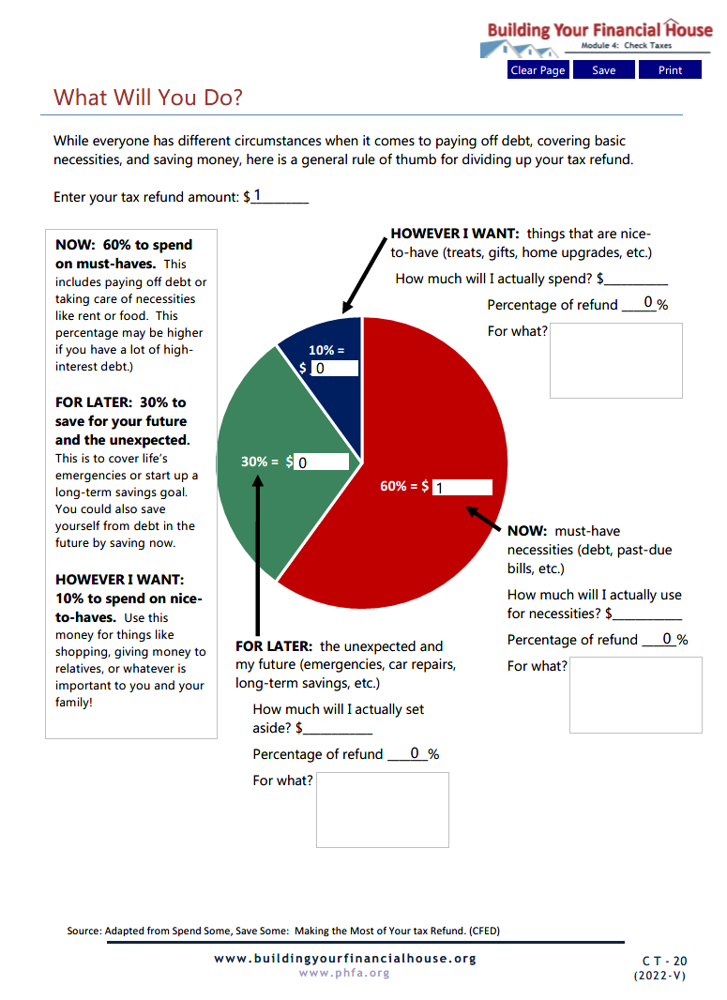 Building Your Financial House
Module 4: Check Taxes
Clear Page
Save
Print
What Will You Do?
While everyone has different circumstances when it comes to paying off debt, covering basic
necessities, and saving money, here is a general rule of thumb for dividing up your tax refund.
Enter your tax refund amount: $1_________
NOW: 60% to spend
on must-haves. This
includes paying off debt or
taking care of necessities
like rent or food. This
percentage may be higher
if you have a lot of high-
interest debt.)
FOR LATER: 30% to
save for your future
and the unexpected.
This is to cover life's
emergencies or start up a
long-term savings goal.
You could also save
yourself from debt in the
future by saving now.
HOWEVER I WANT:
10% to spend on nice-
to-haves. Use this
money for things like
shopping, giving money to
relatives, or whatever is
important to you and your
family!
HOWEVER I WANT: things that are nice-
to-have (treats, gifts, home upgrades, etc.)
How much will I actually spend? $__________
Percentage of refund 0 %
For what?
10% =
$ 0
30% = $ 0
60% = $ 1
NOW: must-have
necessities (debt, past-due
bills, etc.)
How much will I actually use
for necessities? $___________
Percentage of refund 0 %
For what?
FOR LATER: the unexpected and
my future (emergencies, car repairs,
long-term savings, etc.)
How much will I actually set
aside? $___________
Percentage of refund 0 %
For what?
Source: Adapted from Spend Some, Save Some: Making the Most of Your tax Refund. (CFED)
www.buildingyourfinancialhouse.org
www.phfa.org
CT - 20
(2022-V)